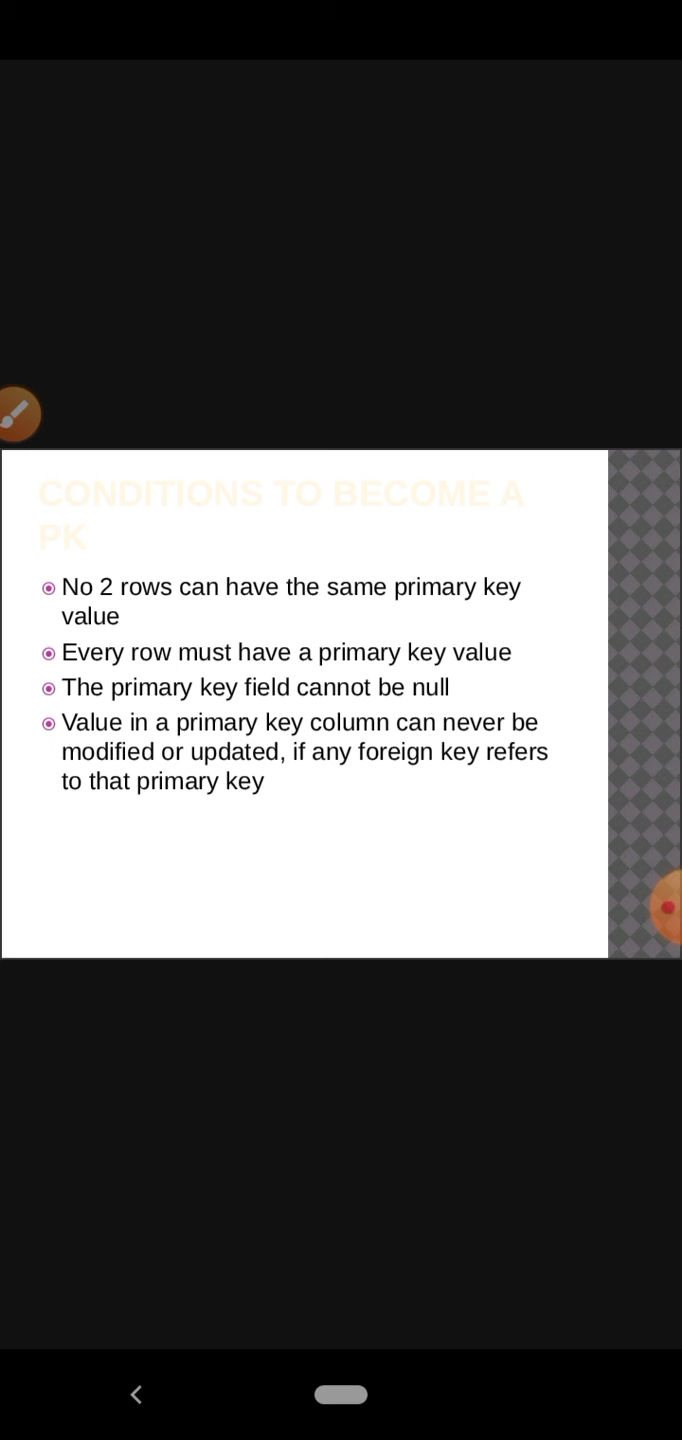 CONDITIONS TO BECOME A
PK
No 2 rows can have the same primary key
value
Every row must have a primary key value
The primary key field cannot be null
Value in a primary key column can never be
modified or updated, if any foreign key refers
to that primary key